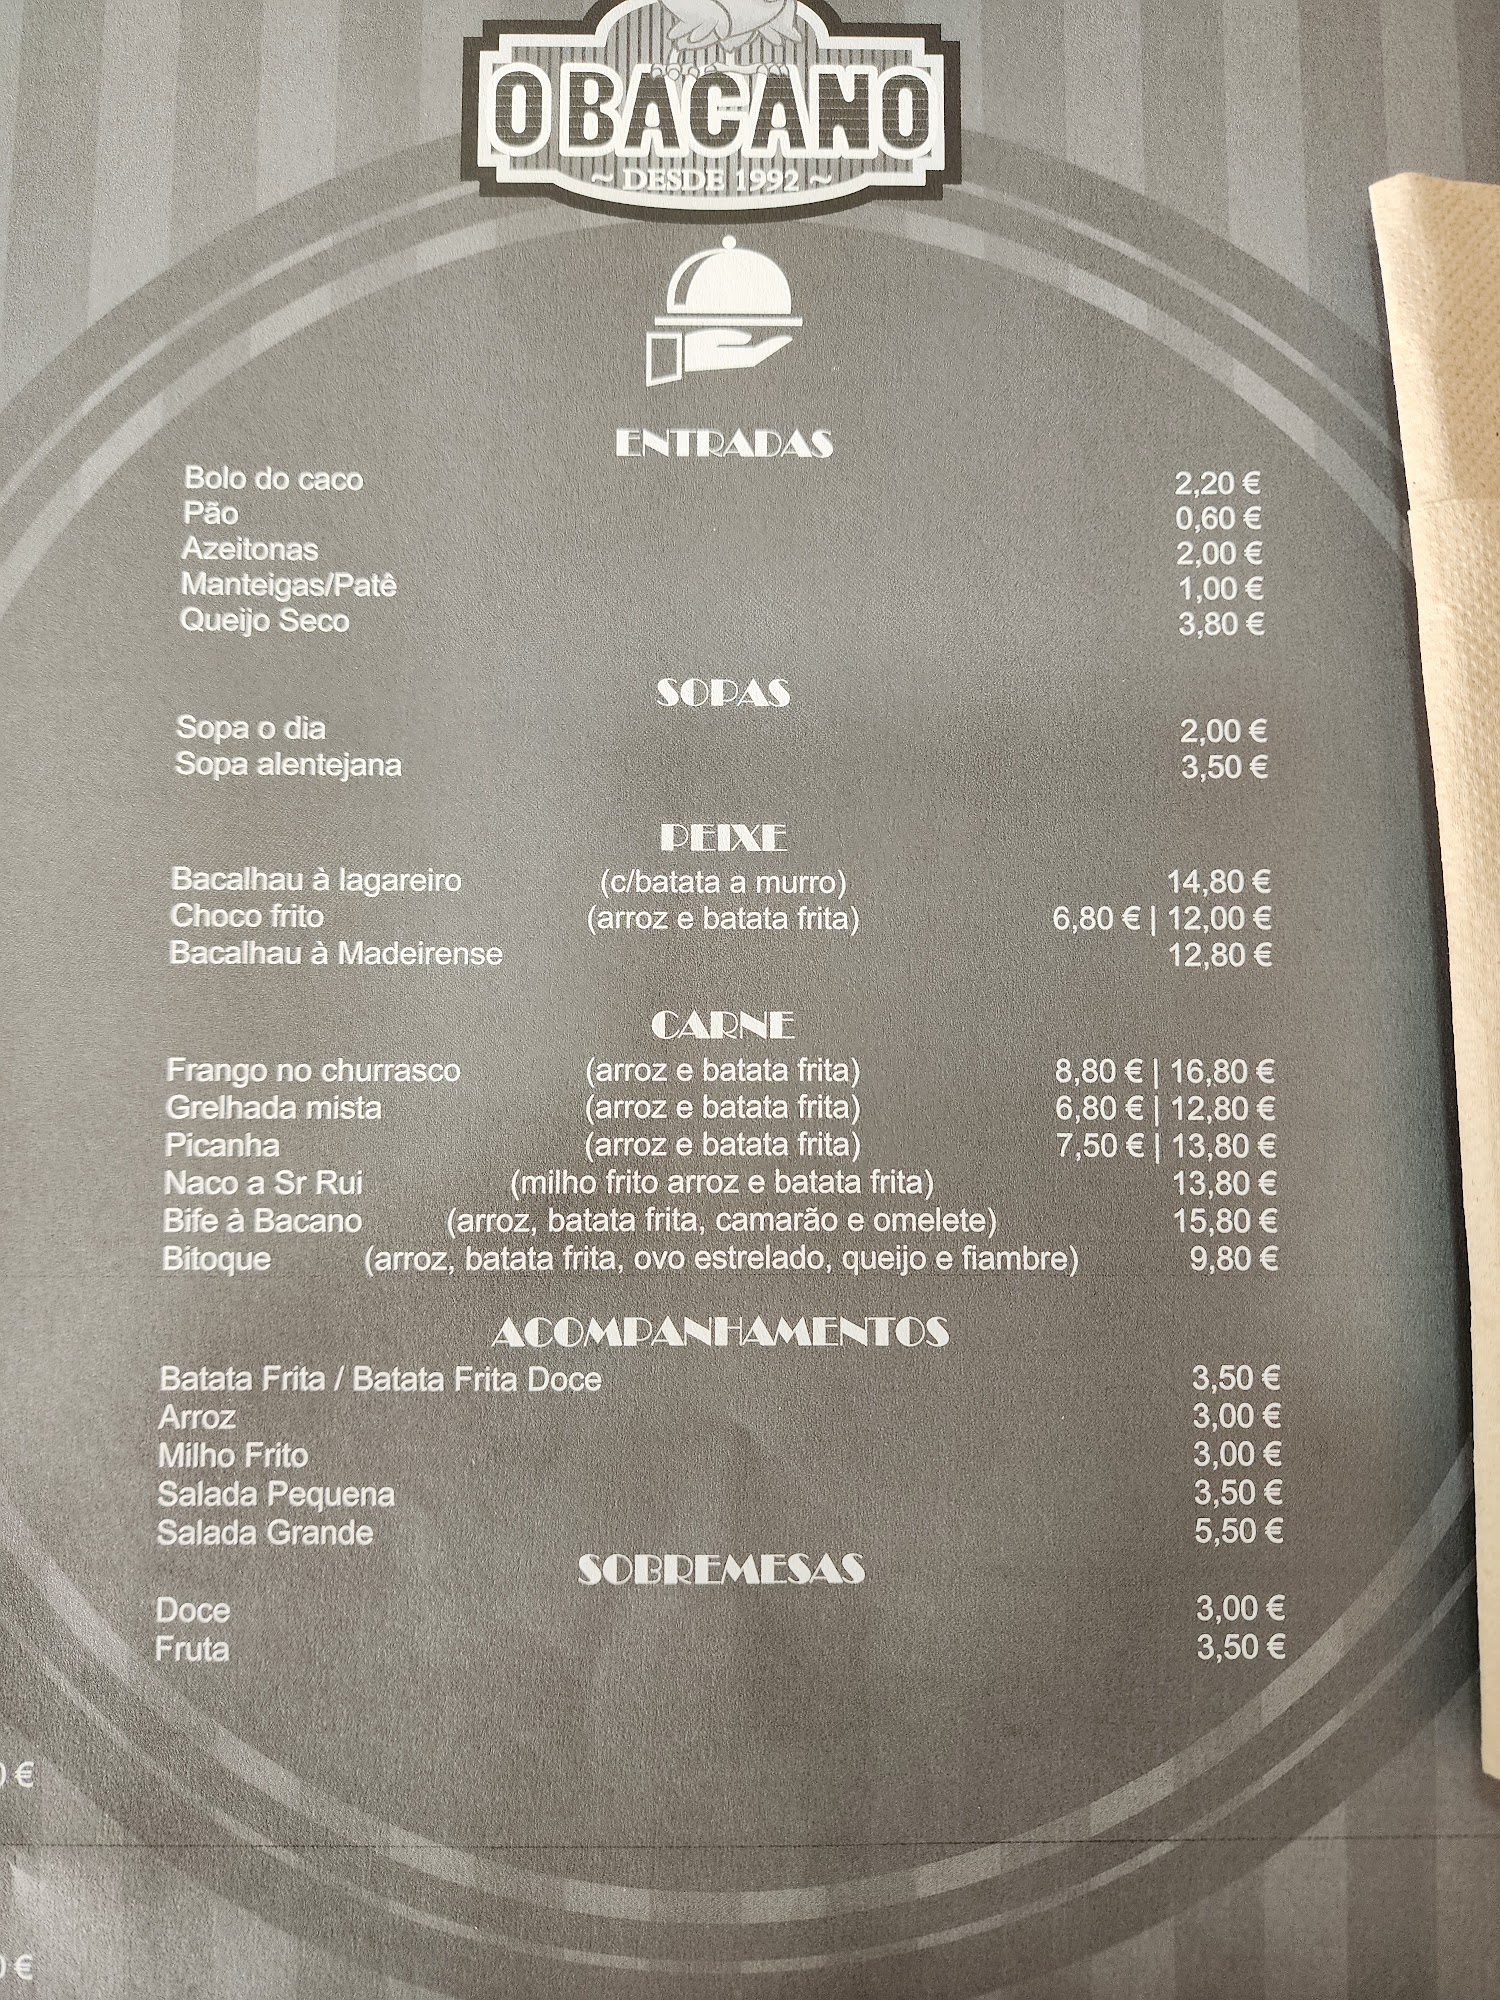 O BACANO
~ DESDE 1992 ~
ENTRADAS
Bolo do caco 2,20 €
Pão 0,60 €
Azeitonas 2,00 €
Manteigas/Patê 1,00 €
Queijo Seco 3,80 €
SOPAS
Sopa o dia 2,00 €
Sopa alentejana 3,50 €
PEIXE
Bacalhau à lagareiro (c/batata a murro) 14,80 €
Choco frito (arroz e batata frita) 6,80 € | 12,00 €
Bacalhau à Madeirense 12,80 €
CARNE
Frango no churrasco (arroz e batata frita) 8,80 € | 16,80 €
Grelhada mista (arroz e batata frita) 6,80 € | 12,80 €
Picanha (arroz e batata frita) 7,50 € | 13,80 €
Naco a Sr Rui (milho frito arroz e batata frita) 13,80 €
Bife à Bacano (arroz, batata frita, camarão e omelete) 15,80 €
Bitoque (arroz, batata frita, ovo estrelado, queijo e fiambre) 9,80 €
ACOMPANHAMENTOS
Batata Frita / Batata Frita Doce 3,50 €
Arroz 3,00 €
Milho Frito 3,00 €
Salada Pequena 3,50 €
Salada Grande 5,50 €
SOBREMESAS
Doce 3,00 €
Fruta 3,50 €
€
€